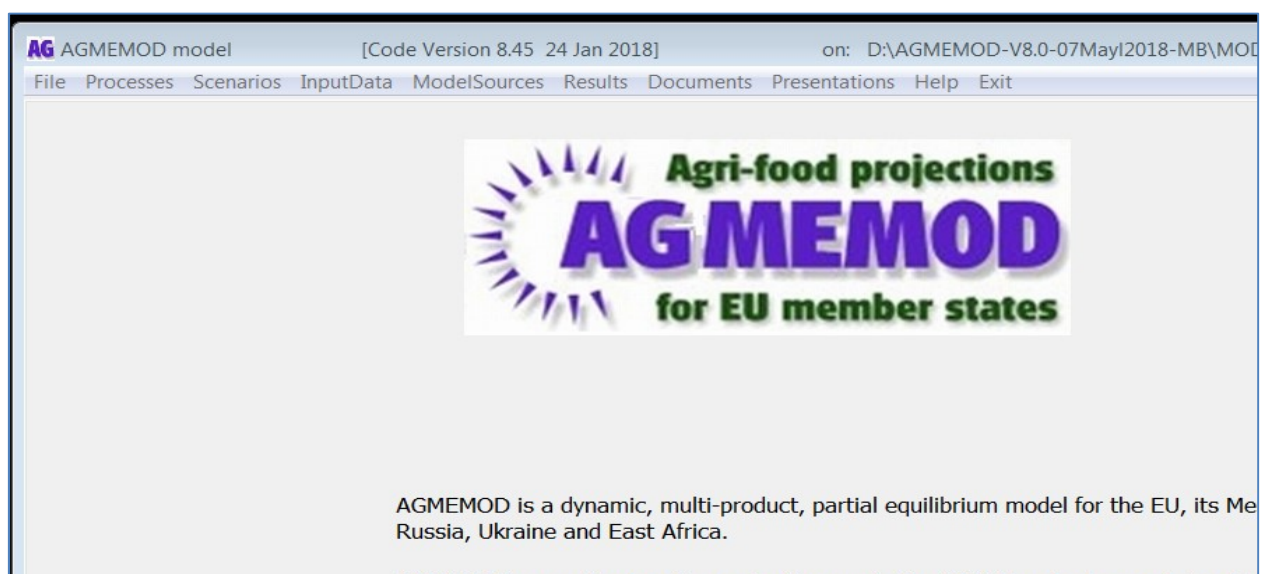 AG AGMEMOD model [Code Version 8.45 24 Jan 2018] on: D:\AGMEMOD-V8.0-07Mayl2018-MB\MOD
File Processes Scenarios InputData ModelSources Results Documents Presentations Help Exit
Agri-food projections
AGMEMOD
for EU member states
AGMEMOD is a dynamic, multi-product, partial equilibrium model for the EU, its Me
Russia, Ukraine and East Africa.